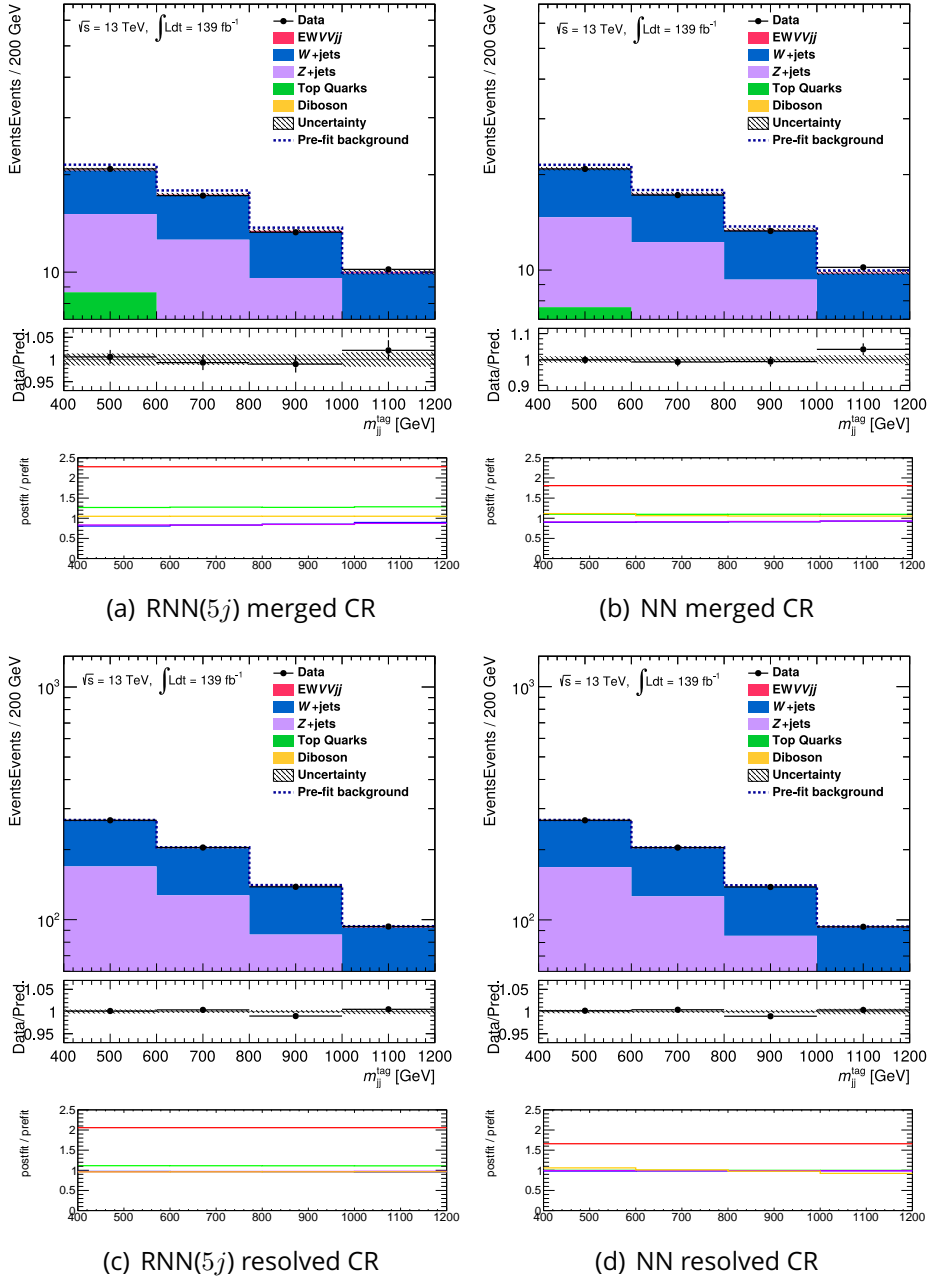 EventsEvents / 200 GeV
√s = 13 TeV, ∫Ldt = 139 fb⁻¹
Data
EWVVjj
W+jets
Z+jets
Top Quarks
Diboson
Uncertainty
Pre-fit background
10
Data/Pred.
1.05
1
0.95
400 500 600 700 800 900 1000 1100 1200
m_jj^tag [GeV]
postfit / prefit
2.5
2
1.5
1
0.5
0
400 500 600 700 800 900 1000 1100 1200
(a) RNN(5j) merged CR
EventsEvents / 200 GeV
√s = 13 TeV, ∫Ldt = 139 fb⁻¹
Data
EWVVjj
W+jets
Z+jets
Top Quarks
Diboson
Uncertainty
Pre-fit background
10
Data/Pred.
1.1
1
0.9
400 500 600 700 800 900 1000 1100 1200
m_jj^tag [GeV]
postfit / prefit
2.5
2
1.5
1
0.5
0
400 500 600 700 800 900 1000 1100 1200
(b) NN merged CR
EventsEvents / 200 GeV
√s = 13 TeV, ∫Ldt = 139 fb⁻¹
Data
EWVVjj
W+jets
Z+jets
Top Quarks
Diboson
Uncertainty
Pre-fit background
10³
10²
Data/Pred.
1.05
1
0.95
400 500 600 700 800 900 1000 1100 1200
m_jj^tag [GeV]
postfit / prefit
2.5
2
1.5
1
0.5
0
400 500 600 700 800 900 1000 1100 1200
(c) RNN(5j) resolved CR
EventsEvents / 200 GeV
√s = 13 TeV, ∫Ldt = 139 fb⁻¹
Data
EWVVjj
W+jets
Z+jets
Top Quarks
Diboson
Uncertainty
Pre-fit background
10³
10²
Data/Pred.
1.05
1
0.95
400 500 600 700 800 900 1000 1100 1200
m_jj^tag [GeV]
postfit / prefit
2.5
2
1.5
1
0.5
0
400 500 600 700 800 900 1000 1100 1200
(d) NN resolved CR